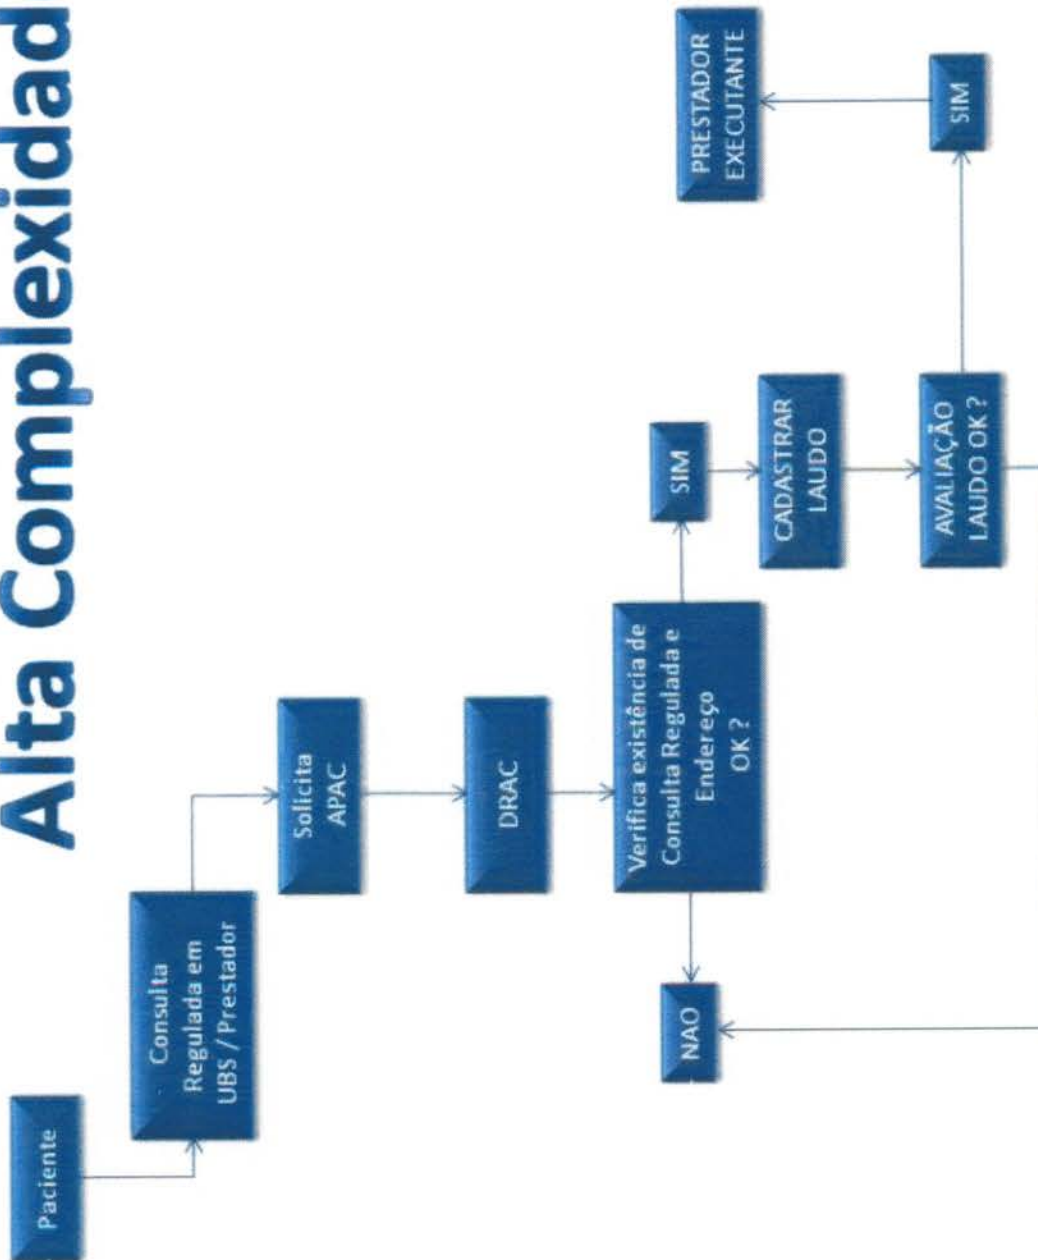 Alta Complexidad
Paciente
Consulta
Regulada em
UBS / Prestador
Solicita
APAC
DRAC
Verifica existência de
Consulta Regulada e
Endereço
OK ?
NAO
SIM
CADASTRAR
LAUDO
AVALIAÇÃO
LAUDO OK ?
SIM
PRESTADOR
EXECUTANTE